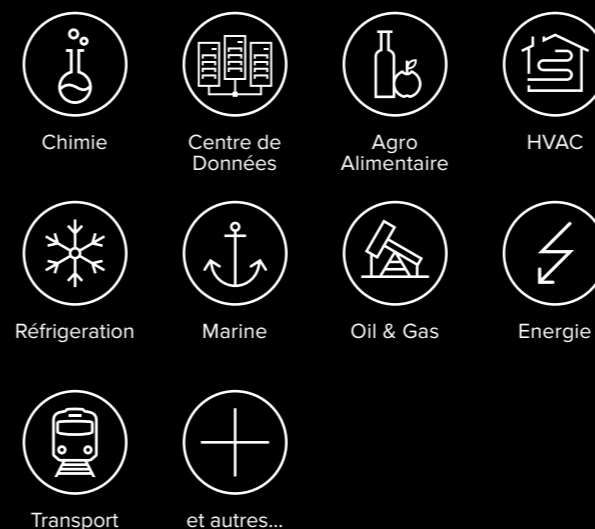 Chimie
Centre de
Données
Agro
Alimentaire
HVAC
Réfrigeration
Marine
Oil & Gas
Energie
Transport
et autres...